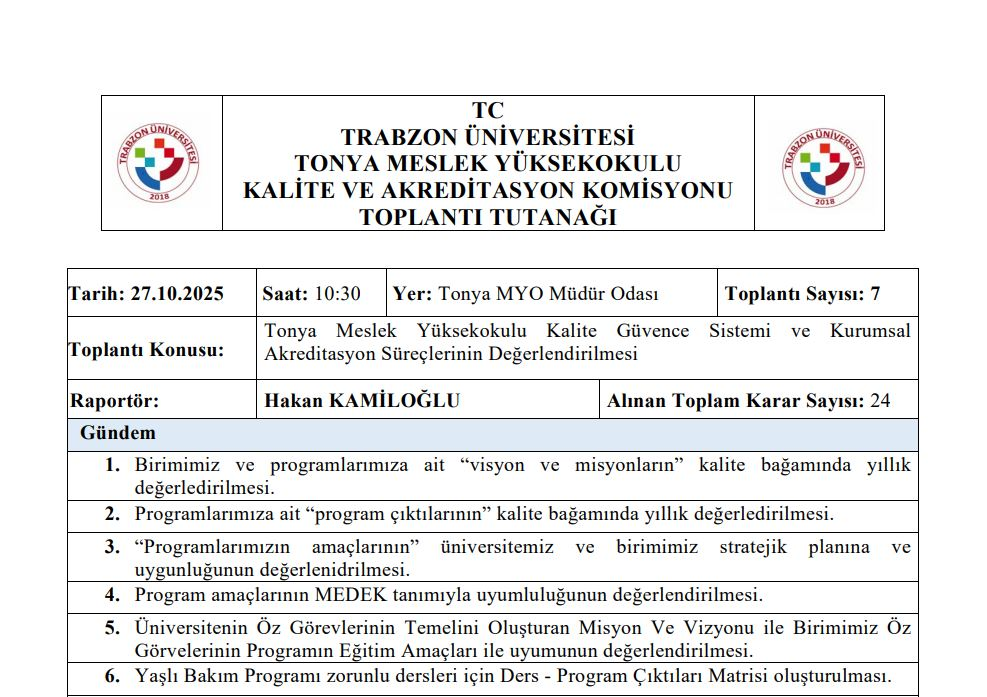 TC
TRABZON ÜNİVERSİTESİ
TONYA MESLEK YÜKSEKOKULU
KALİTE VE AKREDİTASYON KOMİSYONU
TOPLANTI TUTANAĞI
TRABZON ÜNİVERSİTESİ
2018
TRABZON ÜNİVERSİTESİ
2018
Tarih: 27.10.2025 Saat: 10:30 Yer: Tonya MYO Müdür Odası Toplantı Sayısı: 7
Toplantı Konusu:
Tonya Meslek Yüksekokulu Kalite Güvence Sistemi ve Kurumsal
Akreditasyon Süreçlerinin Değerlendirilmesi
Raportör: Hakan KAMİLOĞLU Alınan Toplam Karar Sayısı: 24
Gündem
1. Birimimiz ve programlarımıza ait “visyon ve misyonların” kalite bağamında yıllık
değerledirilmesi.
2. Programlarımıza ait “program çıktılarının” kalite bağamında yıllık değerledirilmesi.
3. “Programlarımızın amaçlarının” üniversitemiz ve birimimiz stratejik planına ve
uygunluğunun değerlenidrilmesi.
4. Program amaçlarının MEDEK tanımıyla uyumluluğunun değerlendirilmesi.
5. Üniversitenin Öz Görevlerinin Temelini Oluşturan Misyon Ve Vizyonu ile Birimimiz Öz
Görvelerinin Programın Eğitim Amaçları ile uyumunun değerlendirilmesi.
6. Yaşlı Bakım Programı zorunlu dersleri için Ders - Program Çıktıları Matrisi oluşturulması.